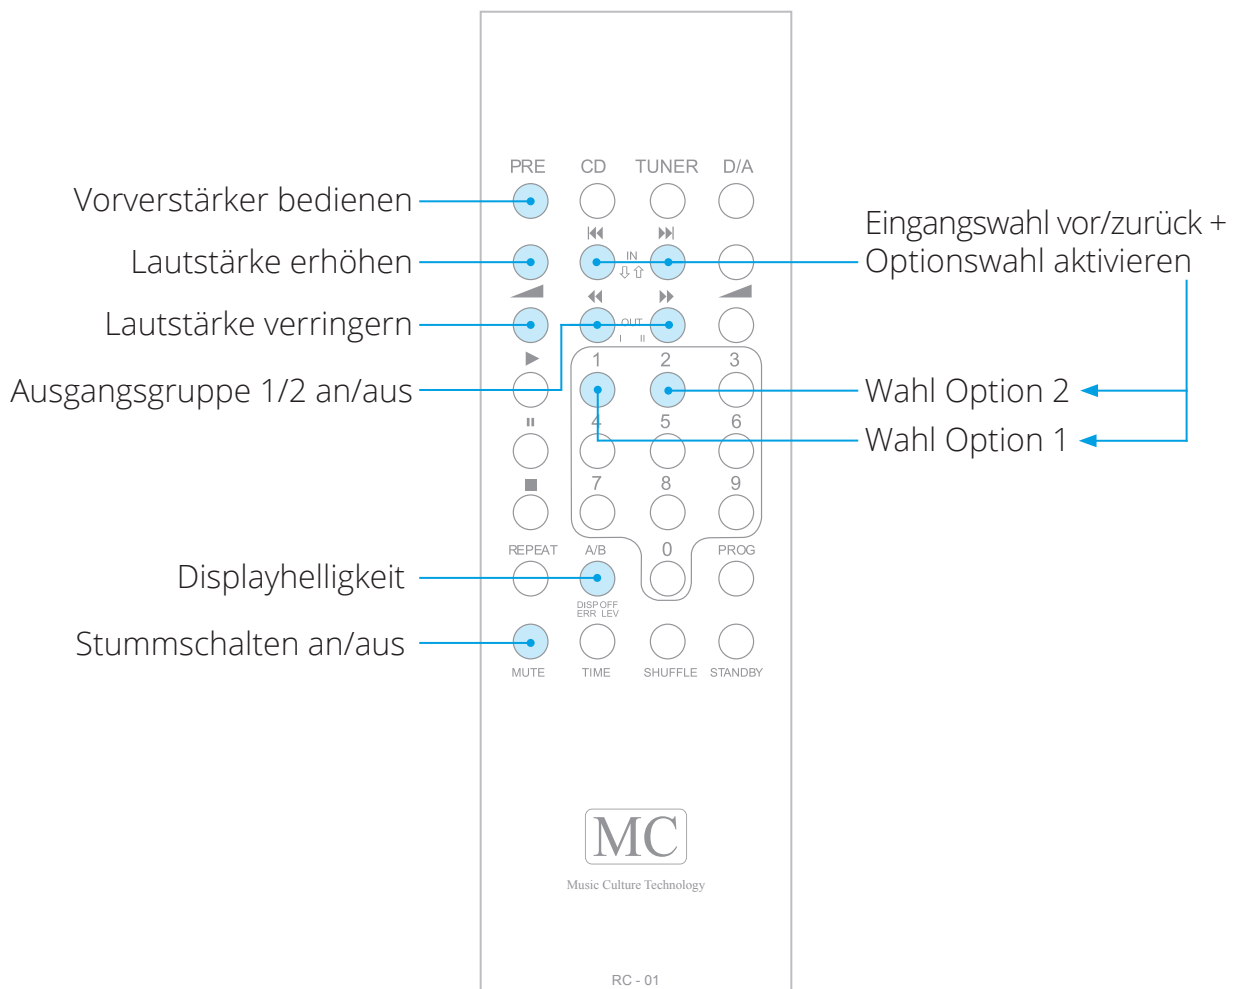 PRE CD TUNER D/A
Vorverstärker bedienen
Eingangswahl vor/zurück +
Optionswahl aktivieren
IN
Lautstärke erhöhen
OUT
I II
Lautstärke verringern
1 2 3
Ausgangsgruppe 1/2 an/aus
Wahl Option 2
4 5 6
Wahl Option 1
7 8 9
REPEAT A/B 0 PROG
Displayhelligkeit
DISP OFF
ERR LEV
Stummschalten an/aus
MUTE TIME SHUFFLE STANDBY
MC
Music Culture Technology
RC - 01